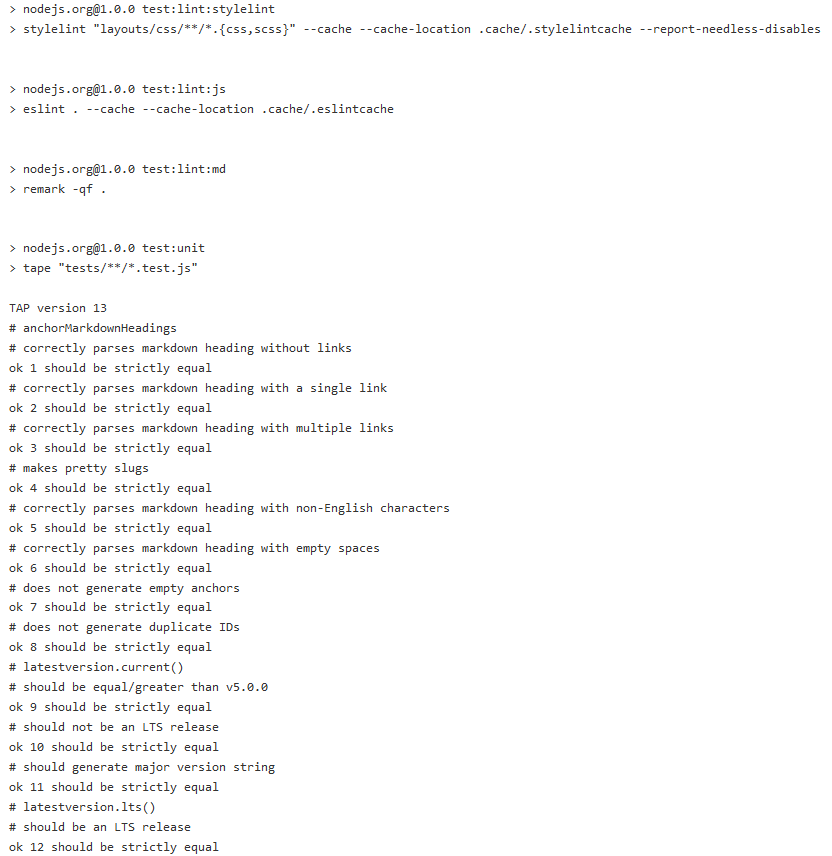 > nodejs.org@1.0.0 test:lint:stylelint
> stylelint "layouts/css/**/*.{css,scss}" --cache --cache-location .cache/.stylelintcache --report-needless-disables
> nodejs.org@1.0.0 test:lint:js
> eslint . --cache --cache-location .cache/.eslintcache
> nodejs.org@1.0.0 test:lint:md
> remark -qf .
> nodejs.org@1.0.0 test:unit
> tape "tests/**/*.test.js"
TAP version 13
# anchorMarkdownHeadings
# correctly parses markdown heading without links
ok 1 should be strictly equal
# correctly parses markdown heading with a single link
ok 2 should be strictly equal
# correctly parses markdown heading with multiple links
ok 3 should be strictly equal
# makes pretty slugs
ok 4 should be strictly equal
# correctly parses markdown heading with non-English characters
ok 5 should be strictly equal
# correctly parses markdown heading with empty spaces
ok 6 should be strictly equal
# does not generate empty anchors
ok 7 should be strictly equal
# does not generate duplicate IDs
ok 8 should be strictly equal
# latestversion.current()
# should be equal/greater than v5.0.0
ok 9 should be strictly equal
# should not be an LTS release
ok 10 should be strictly equal
# should generate major version string
ok 11 should be strictly equal
# latestversion.lts()
# should be an LTS release
ok 12 should be strictly equal